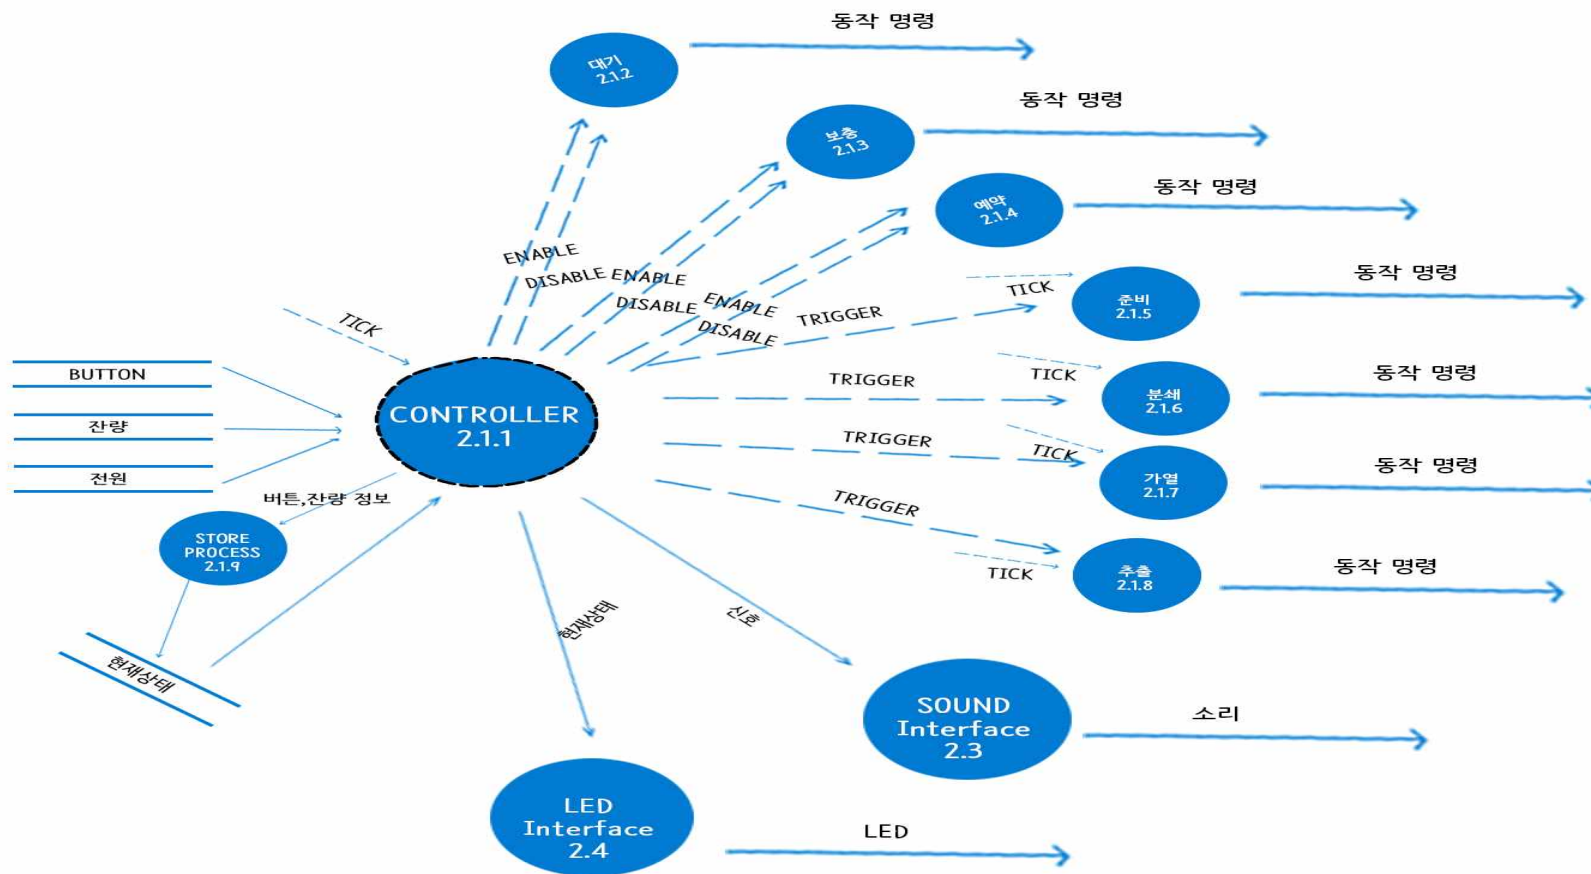 동작 명령
대기
2.1.2
동작 명령
보충
2.1.3
동작 명령
예약
2.1.4
ENABLE
DISABLE
ENABLE
DISABLE
ENABLE
DISABLE
TRIGGER
TICK
준비
2.1.5
동작 명령
TICK
BUTTON
잔량
전원
CONTROLLER
2.1.1
TRIGGER
TICK
분쇄
2.1.6
동작 명령
TRIGGER
TICK
가열
2.1.7
동작 명령
TRIGGER
TICK
추출
2.1.8
동작 명령
버튼,잔량 정보
STORE
PROCESS
2.1.9
현재상태
현재상태
신호
SOUND
Interface
2.3
소리
LED
Interface
2.4
LED